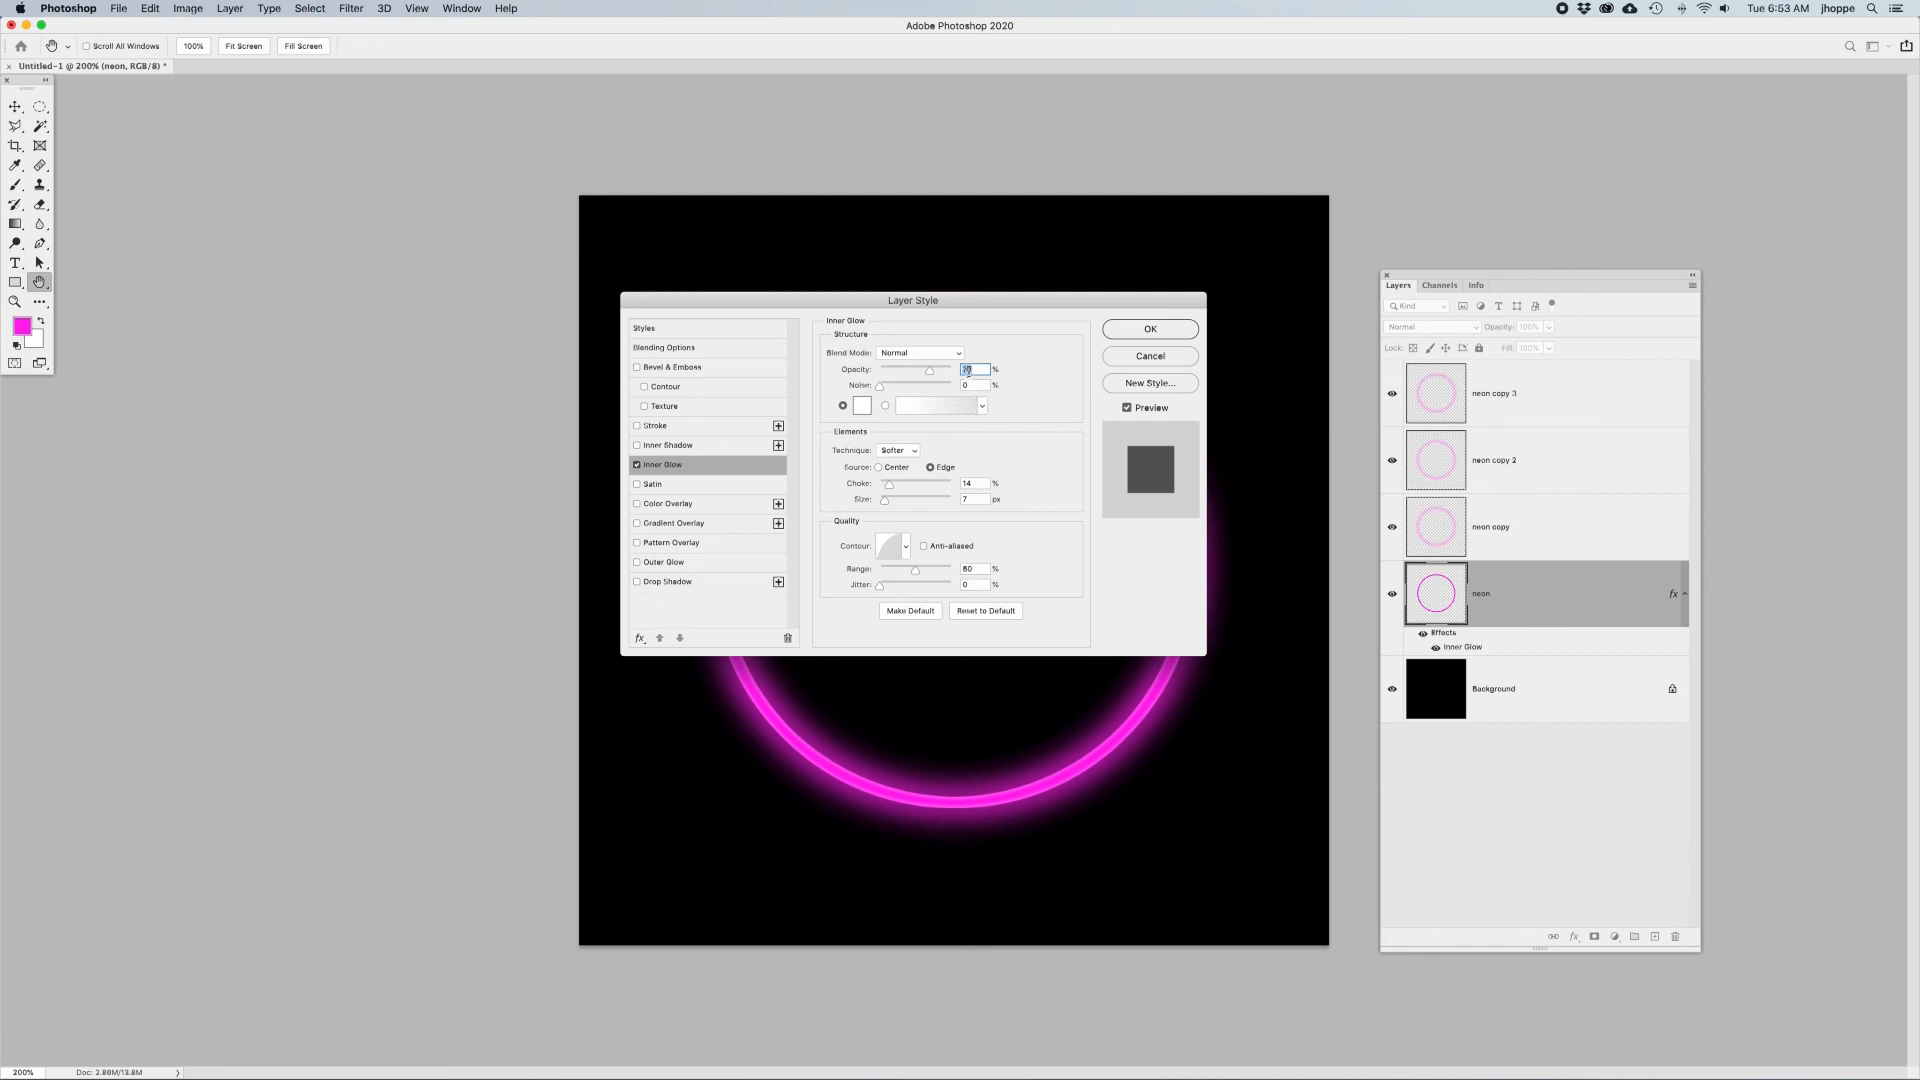 Photoshop File Edit Image Layer Type Select Filter 3D View Window Help Tue 6:53 AM jhoppe
Adobe Photoshop 2020
Scroll All Windows 100% Fit Screen Fill Screen
Untitled-1 @ 200% (neon, RGB/8) *
Layer Style
Styles
Blending Options
Bevel & Emboss
Contour
Texture
Stroke
Inner Shadow
Inner Glow
Satin
Color Overlay
Gradient Overlay
Pattern Overlay
Outer Glow
Drop Shadow
fx
Inner Glow
Structure
Blend Mode: Normal
Opacity: %
Noise: 0 %
Elements
Technique: Softer
Source: Center Edge
Choke: 14 %
Size: 7 px
Quality
Contour: Anti-aliased
Range: 50 %
Jitter: 0 %
Make Default Reset to Default
OK
Cancel
New Style...
Preview
Layers Channels Info
Kind
Normal Opacity: 100%
Lock: Fill: 100%
neon copy 3
neon copy 2
neon copy
neon fx
Effects
Inner Glow
Background
fx
200% Doc: 2.86M/13.8M